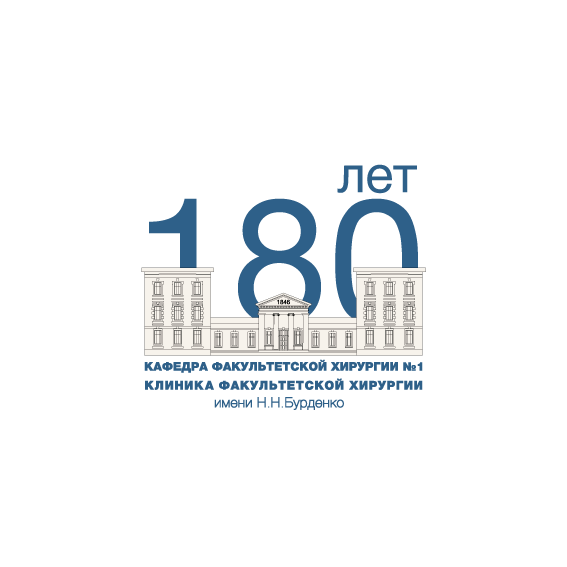 лет
180
1846
КАФЕДРА ФАКУЛЬТЕТСКОЙ ХИРУРГИИ №1
КЛИНИКА ФАКУЛЬТЕТСКОЙ ХИРУРГИИ
имени Н.Н.Бурденко